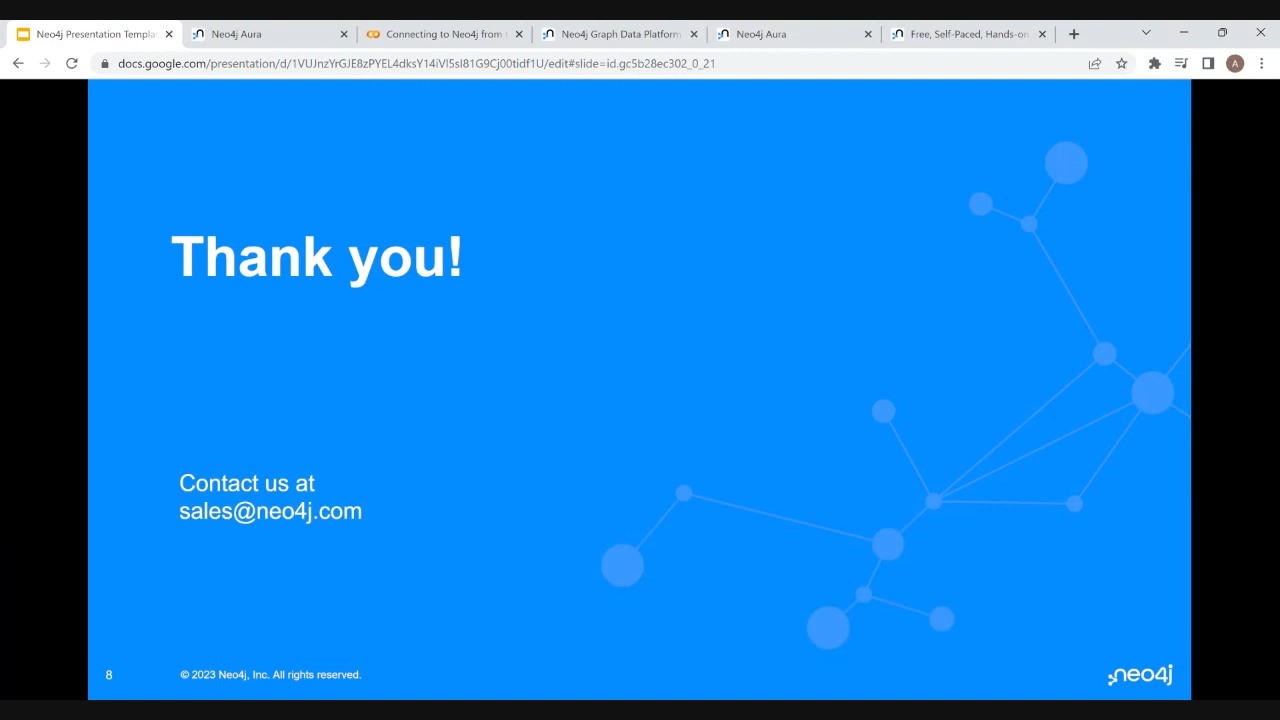 Neo4j Presentation Templa
Neo4j Aura
Connecting to Neo4j from t
Neo4j Graph Data Platform
Neo4j Aura
Free, Self-Paced, Hands-on
docs.google.com/presentation/d/1VUJnzYrGJE8zPYEL4dksY14iVl5sI81G9Cj00tidf1U/edit#slide=id.gc5b28ec302_0_21
A
Thank you!
Contact us at
sales@neo4j.com
8
© 2023 Neo4j, Inc. All rights reserved.
neo4j